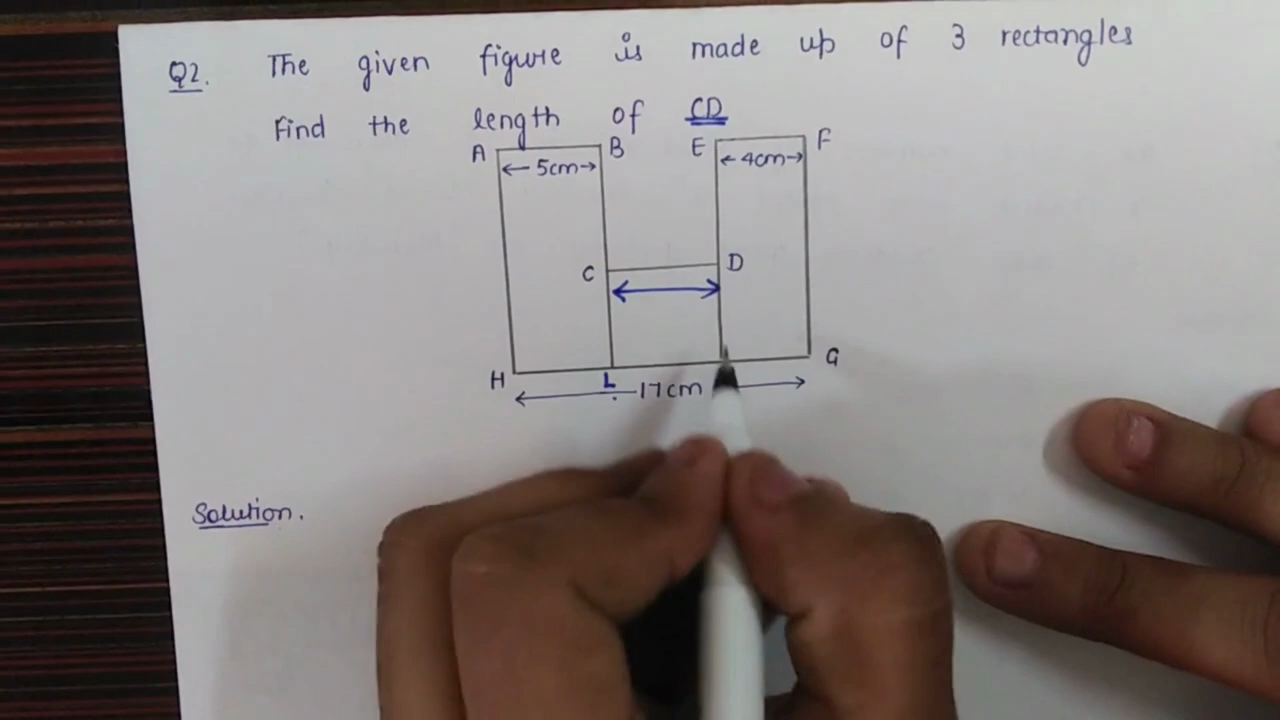 Q2. The given figure is made up of 3 rectangles
Find the length of CD
A B E F
5cm 4cm
C D
H L G
17cm
Solution.